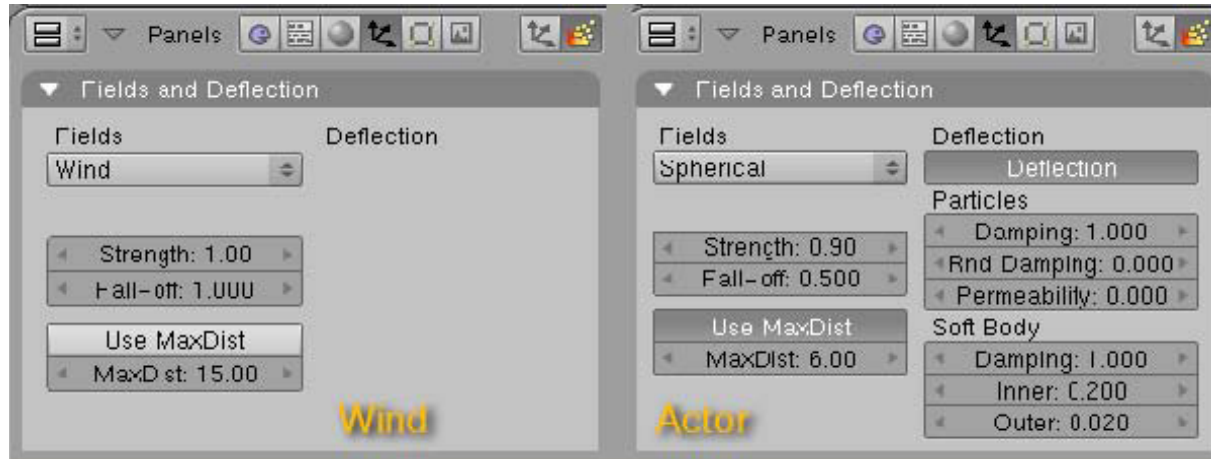 Panels
Fields and Deflection
Fields
Deflection
Wind
Strength: 1.00
Fall-off: 1.000
Use MaxDist
MaxDist: 15.00
Wind
Panels
Fields and Deflection
Fields
Deflection
Spherical
Deflection
Particles
Strength: 0.90
Damping: 1.000
Fall-off: 0.500
Rnd Damping: 0.000
Permeability: 0.000
Use MaxDist
Soft Body
MaxDist: 6.00
Damping: 1.000
Inner: 0.200
Outer: 0.020
Actor